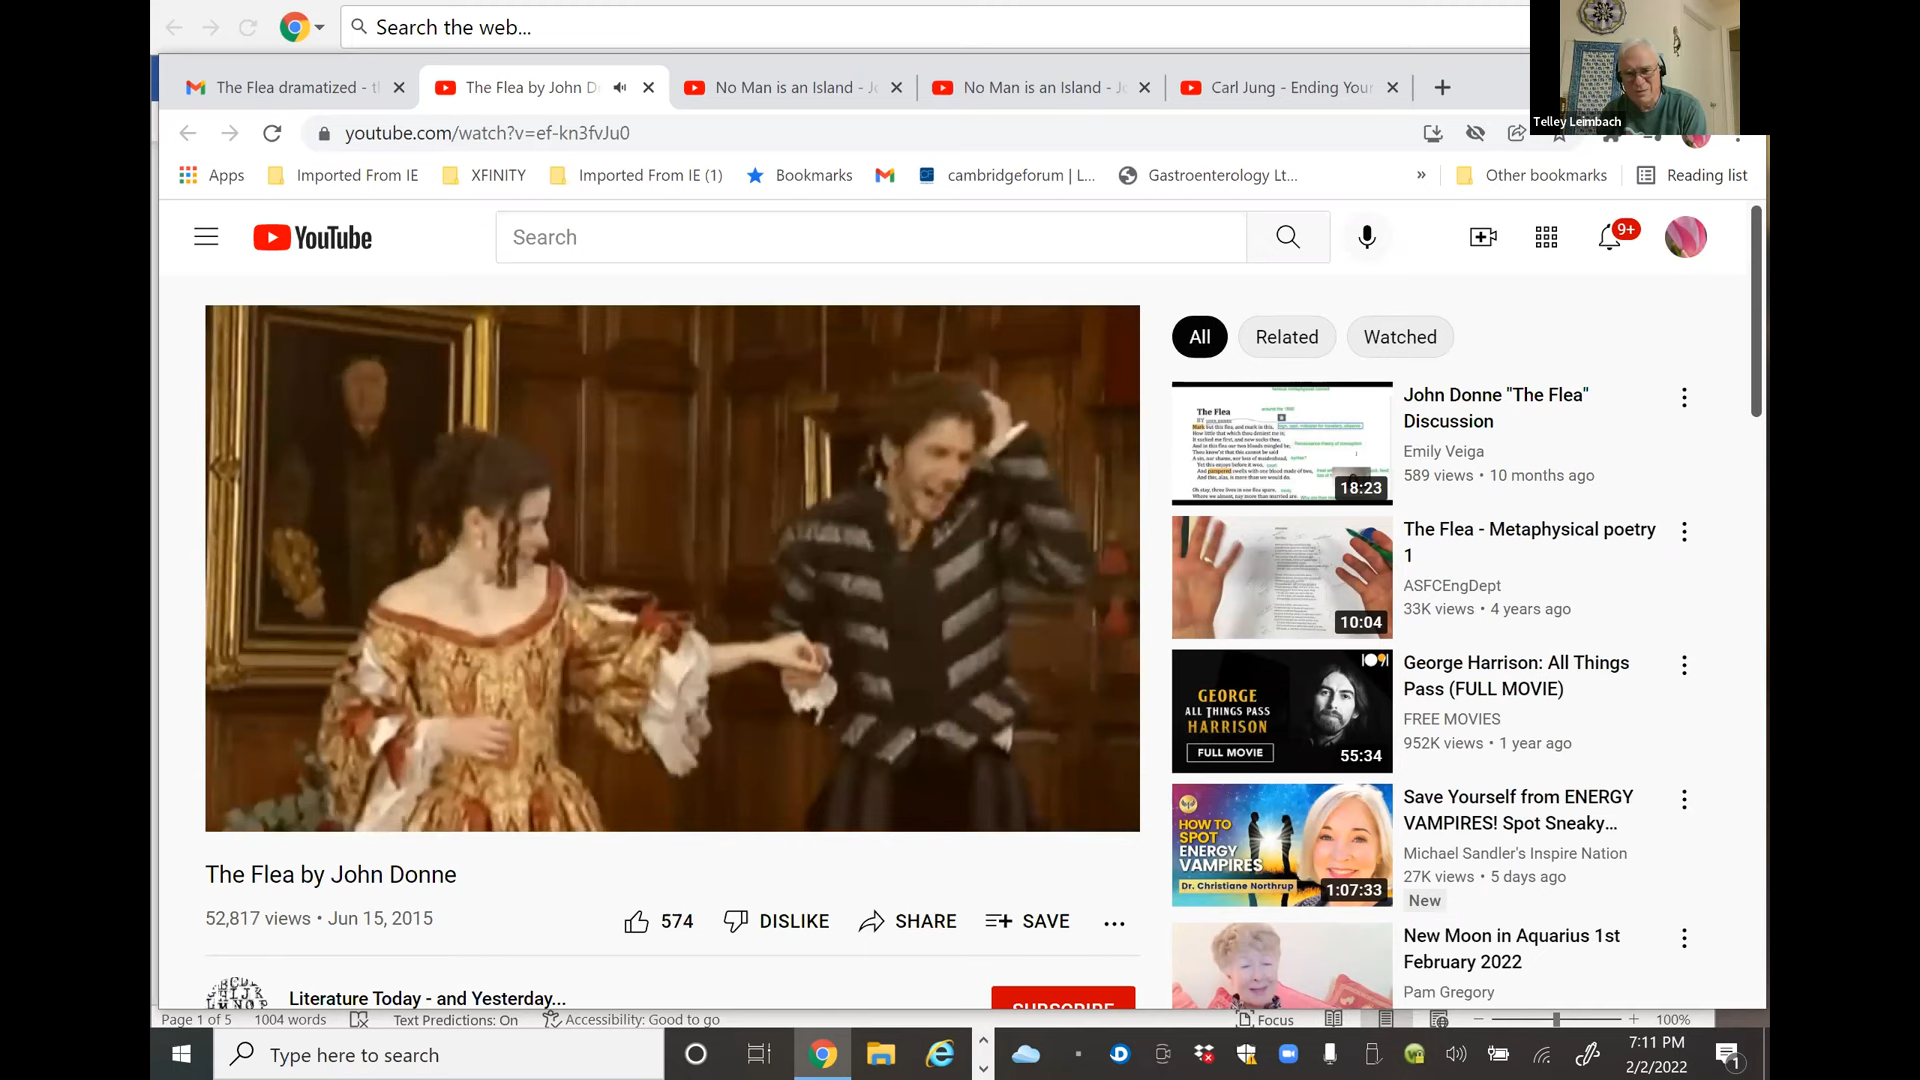 Search the web...
The Flea dramatized - t
The Flea by John D
No Man is an Island - J
No Man is an Island - J
Carl Jung - Ending Your
Telley Leimbach
youtube.com/watch?v=ef-kn3fvJu0
Apps
Imported From IE
XFINITY
Imported From IE (1)
Bookmarks
cambridgeforum | L...
Gastroenterology Lt...
»
Other bookmarks
Reading list
YouTube
Search
9+
All
Related
Watched
The Flea
18:23
John Donne "The Flea"
Discussion
Emily Veiga
589 views • 10 months ago
10:04
The Flea - Metaphysical poetry
1
ASFCEngDept
33K views • 4 years ago
GEORGE
ALL THINGS PASS
HARRISON
FULL MOVIE
55:34
George Harrison: All Things
Pass (FULL MOVIE)
FREE MOVIES
952K views • 1 year ago
HOW TO
SPOT
ENERGY
VAMPIRES
Dr. Christiane Northrup
1:07:33
Save Yourself from ENERGY
VAMPIRES! Spot Sneaky...
Michael Sandler's Inspire Nation
27K views • 5 days ago
New
New Moon in Aquarius 1st
February 2022
Pam Gregory
The Flea by John Donne
52,817 views • Jun 15, 2015
574
DISLIKE
SHARE
SAVE
Literature Today - and Yesterday...
SUBSCRIBE
Page 1 of 5
1004 words
Text Predictions: On
Accessibility: Good to go
Focus
100%
Type here to search
7:11 PM
2/2/2022
1